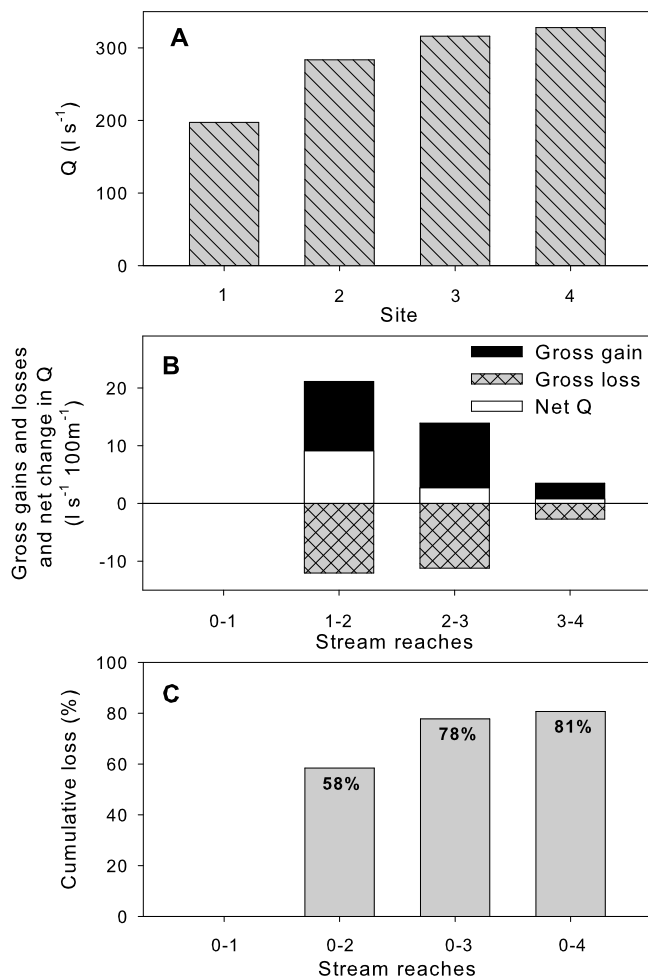 A
Q (l s-1)
300
200
100
0
1 2 3 4
Site
B
Gross gain
Gross loss
Net Q
Gross gains and losses
and net change in Q
(l s-1 100m-1)
20
10
0
-10
0-1 1-2 2-3 3-4
Stream reaches
C
Cumulative loss (%)
100
80
60
40
20
0
58% 78% 81%
0-1 0-2 0-3 0-4
Stream reaches